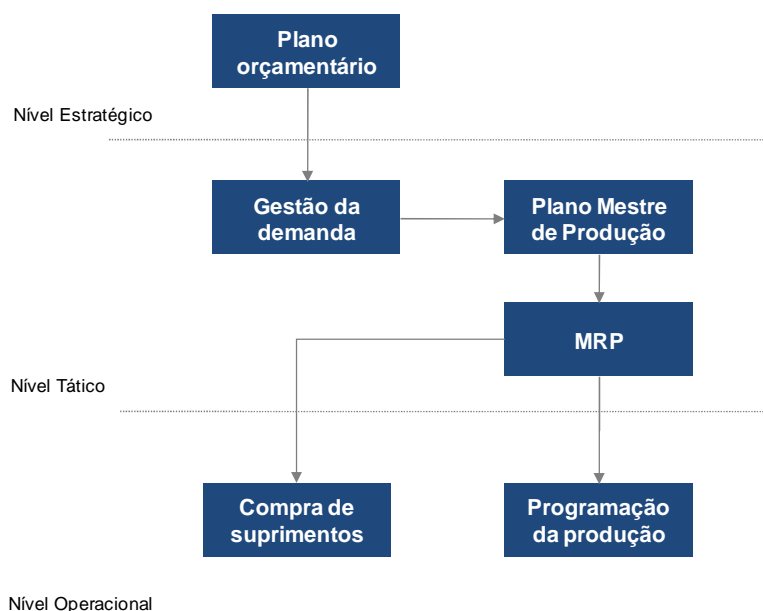 Plano
orçamentário
Nível Estratégico
Gestão da
demanda
Plano Mestre
de Produção
MRP
Nível Tático
Compra de
suprimentos
Programação
da produção
Nível Operacional